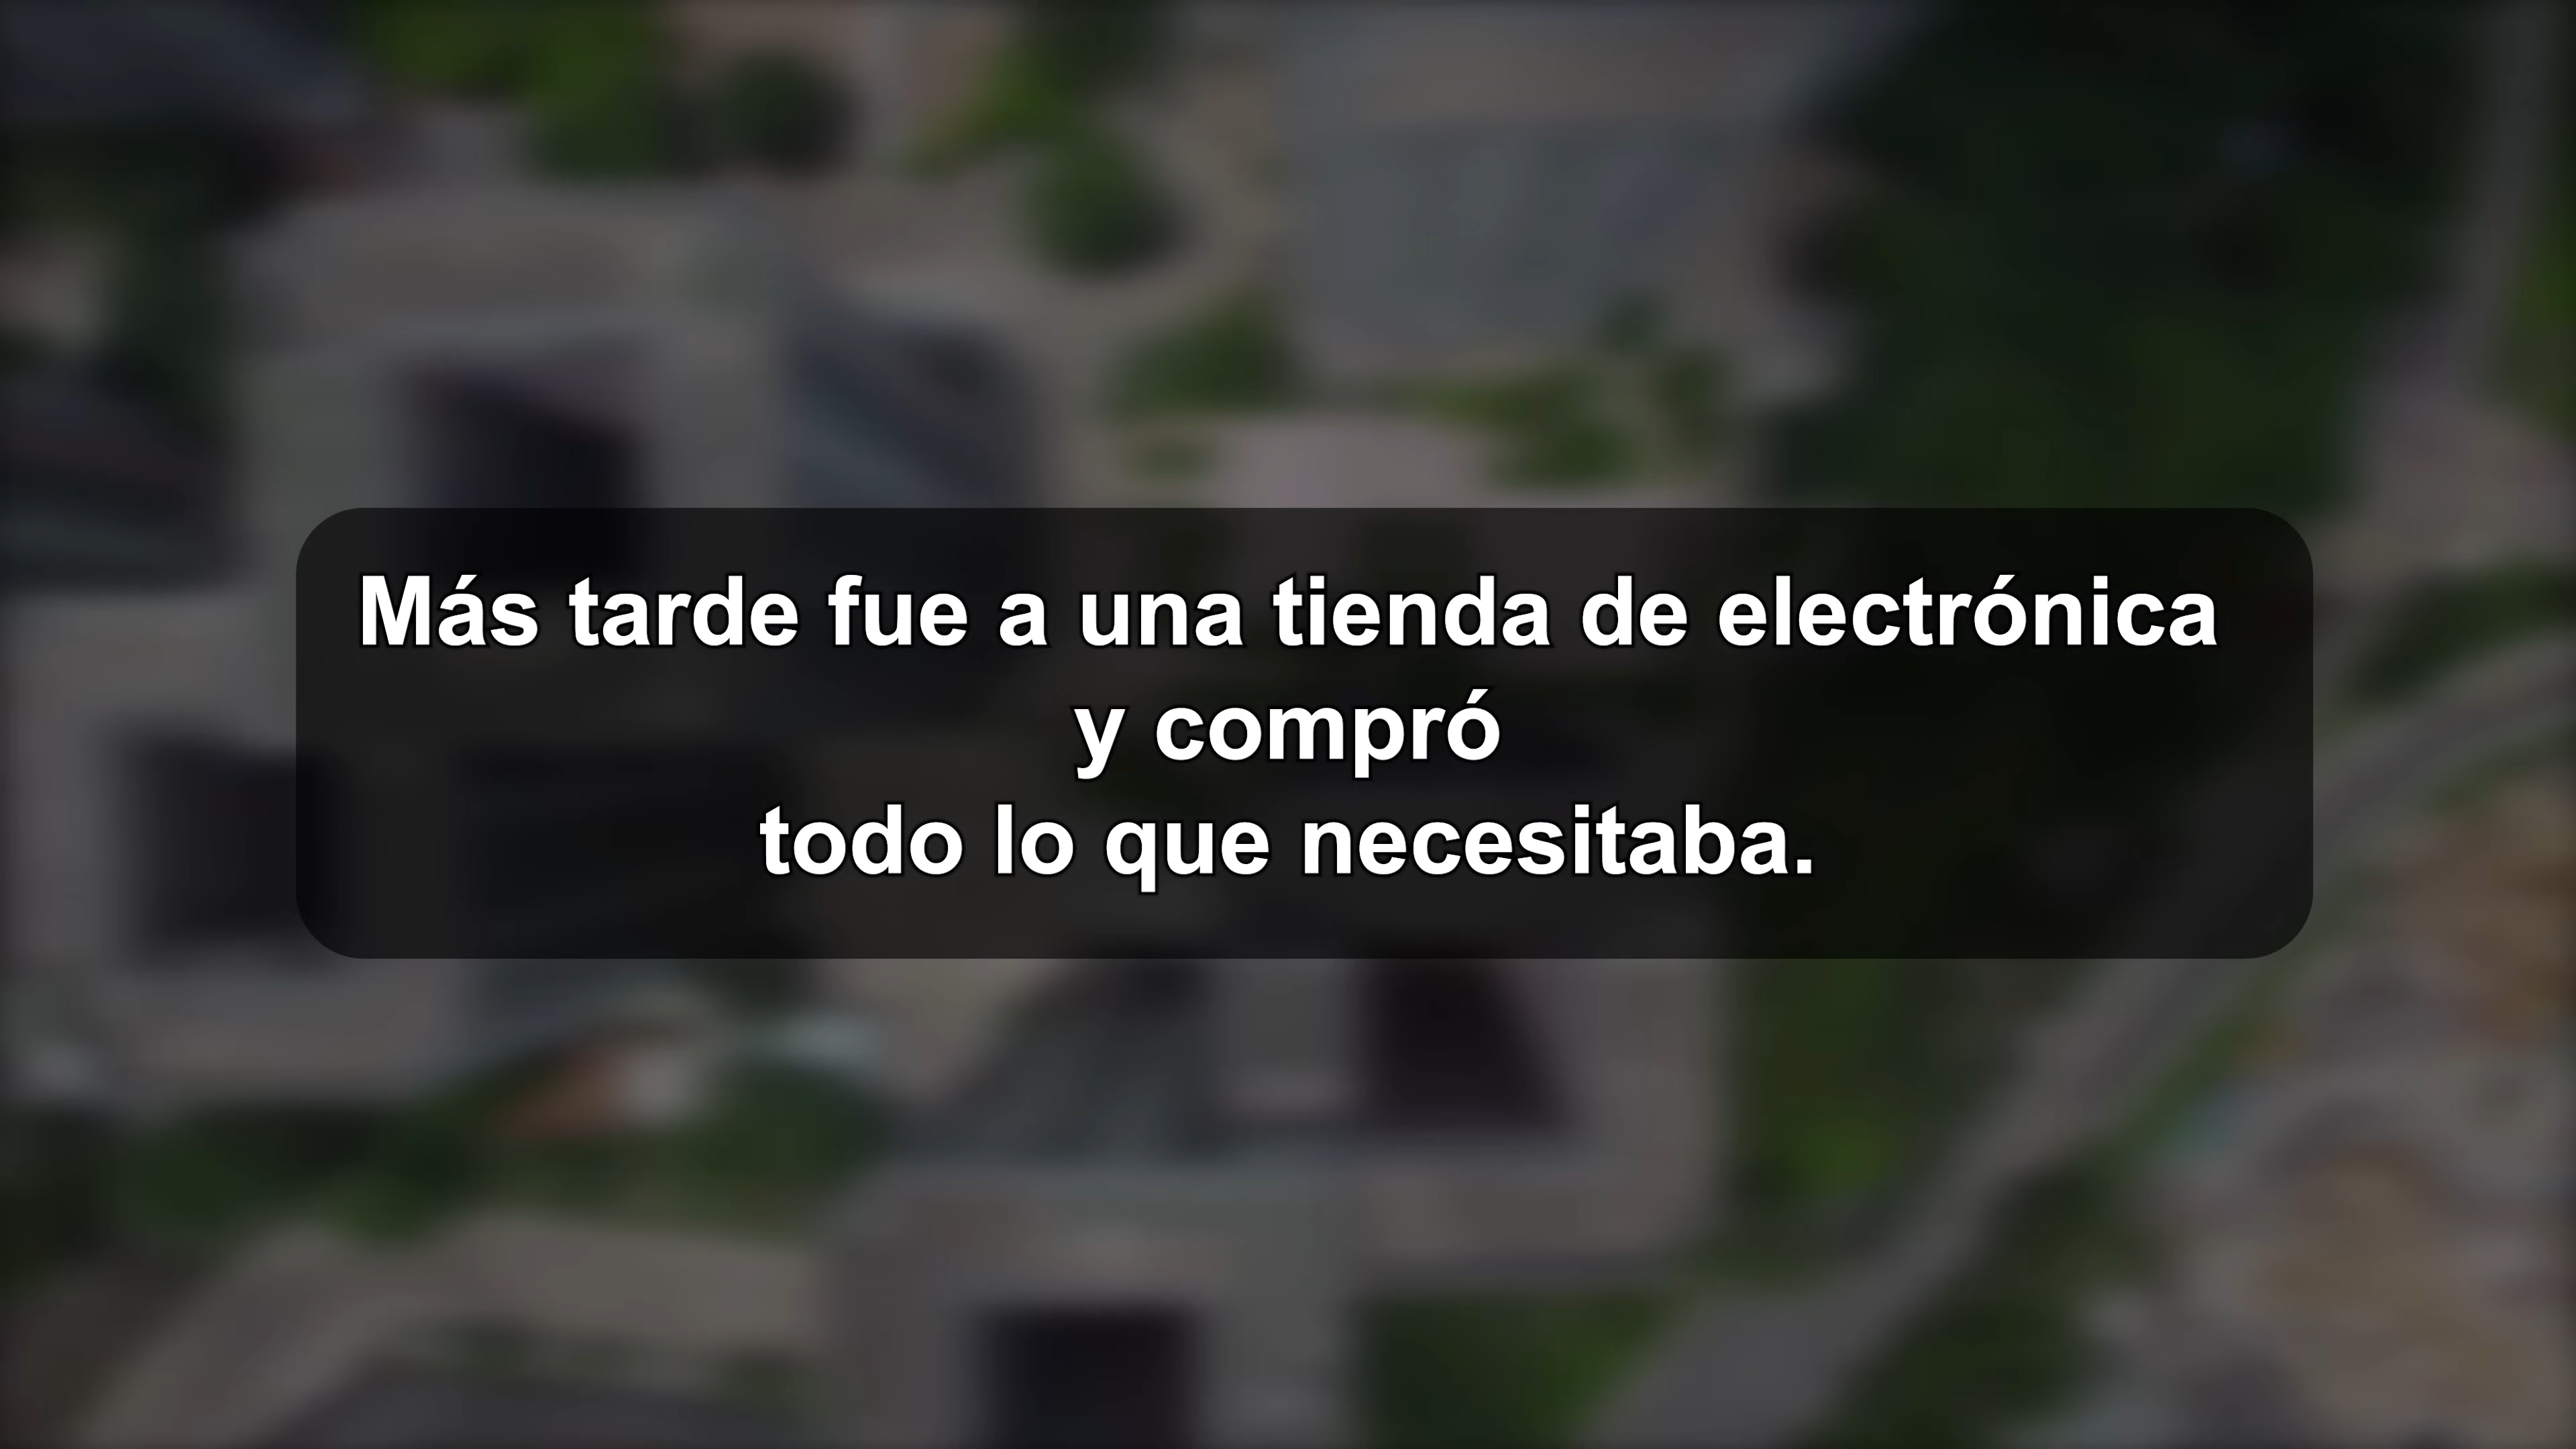 Más tarde fue a una tienda de electrónica
y compró
todo lo que necesitaba.